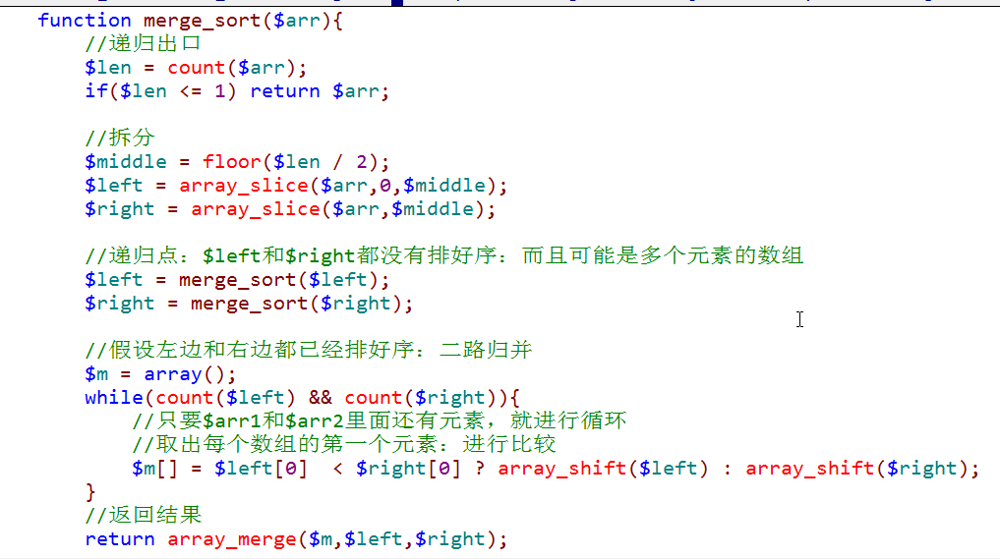 function merge_sort($arr){
//递归出口
$len = count($arr);
if($len <= 1) return $arr;
//拆分
$middle = floor($len / 2);
$left = array_slice($arr,0,$middle);
$right = array_slice($arr,$middle);
//递归点：$left和$right都没有排好序：而且可能是多个元素的数组
$left = merge_sort($left);
$right = merge_sort($right);
//假设左边和右边都已经排好序：二路归并
$m = array();
while(count($left) && count($right)){
//只要$arr1和$arr2里面还有元素，就进行循环
//取出每个数组的第一个元素：进行比较
$m[] = $left[0]  < $right[0] ? array_shift($left) : array_shift($right);
}
//返回结果
return array_merge($m,$left,$right);